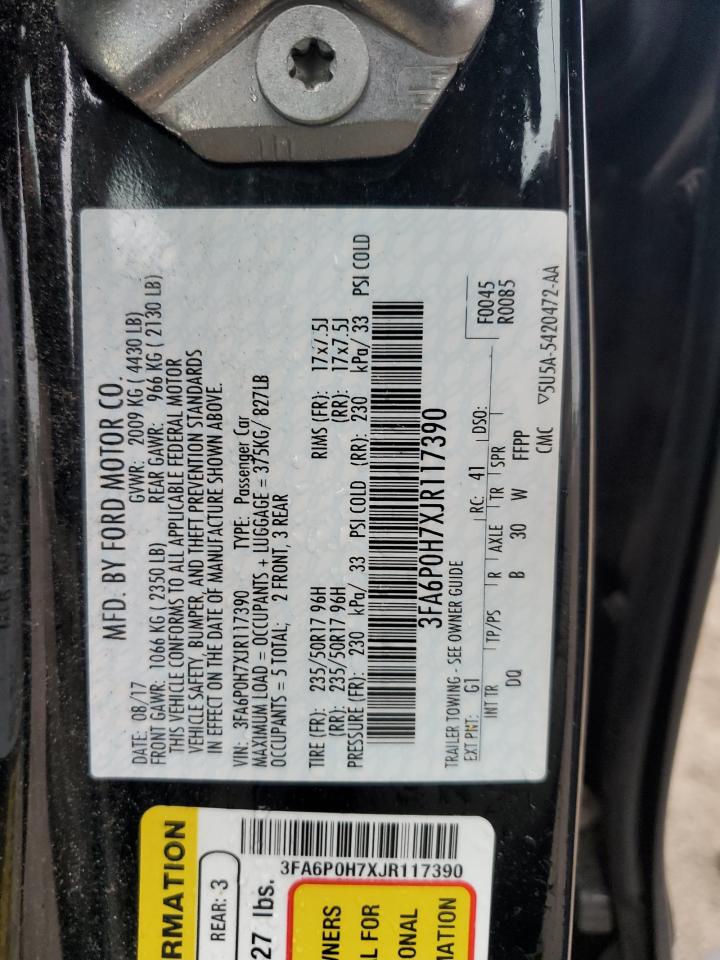 MFD. BY FORD MOTOR CO.
DATE: 08/17 GVWR: 2009 KG ( 4430 LB)
FRONT GAWR: 1066 KG ( 2350 LB) REAR GAWR: 966 KG ( 2130 LB)
THIS VEHICLE CONFORMS TO ALL APPLICABLE FEDERAL MOTOR
VEHICLE SAFETY, BUMPER, AND THEFT PREVENTION STANDARDS
IN EFFECT ON THE DATE OF MANUFACTURE SHOWN ABOVE.
VIN: 3FA6P0H7XJR117390 TYPE: Passenger Car
MAXIMUM LOAD = OCCUPANTS + LUGGAGE = 375KG/ 827LB
OCCUPANTS = 5 TOTAL; 2 FRONT, 3 REAR
TIRE (FR): 235/50R17 96H RIMS (FR): 17x7.5J
(RR): 235/50R17 96H (RR): 17x7.5J
PRESSURE (FR): 230 kPa/ 33 PSI COLD (RR): 230 kPa/ 33 PSI COLD
3FA6P0H7XJR117390
TRAILER TOWING - SEE OWNER GUIDE
EXT PNT: G1 RC: 41 DSO: F0045
R0085
INT TR TP/PS R AXLE TR SPR
DQ B 30 W FFPP
CMC ▽5U5A-5420472-AA
RMATION
REAR: 3
27 lbs.
3FA6P0H7XJR117390
NERS
L FOR
ONAL
MATION